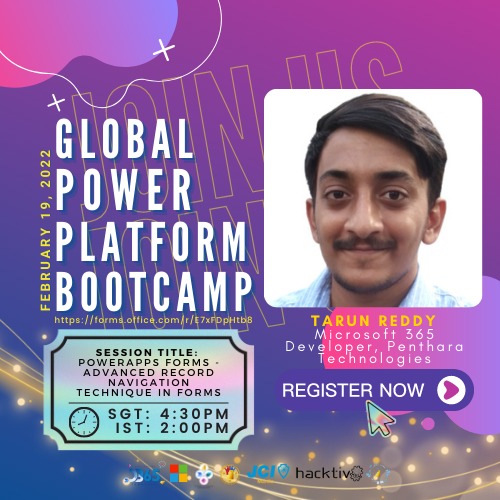 JOIN US
NOW
GLOBAL
POWER
PLATFORM
BOOTCAMP
FEBRUARY 19, 2022
https://forms.office.com/r/E7xFDpHtb8
SESSION TITLE:
POWERAPPS FORMS -
ADVANCED RECORD
NAVIGATION
TECHNIQUE IN FORMS
SGT: 4:30PM
IST: 2:00PM
TARUN REDDY
Microsoft 365
Developer, Penthara
Technologies
REGISTER NOW
JCI
hacktiv